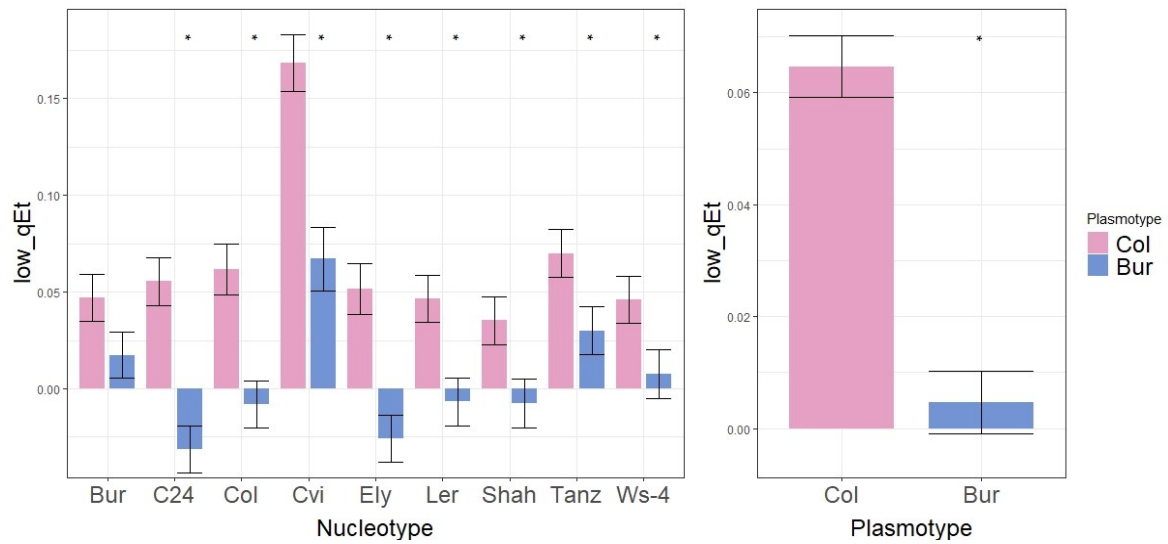 low_qEt
0.15
0.10
0.05
0.00
* * * * * * * *
Bur C24 Col Cvi Ely Ler Shah Tanz Ws-4
Nucleotype
low_qEt
0.06
0.04
0.02
0.00
*
Col Bur
Plasmotype
Plasmotype
Col
Bur